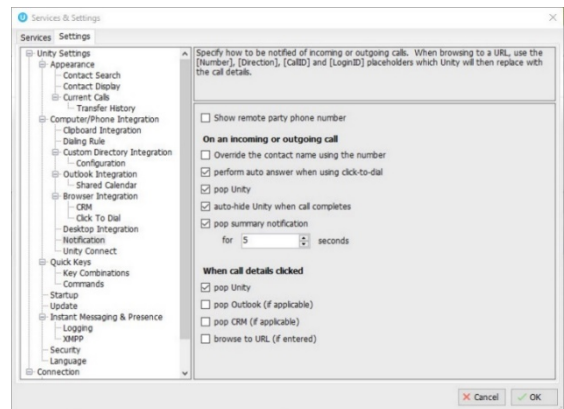 Services & Settings
Services Settings
Unity Settings
Appearance
Contact Search
Contact Display
Current Calls
Transfer History
Computer/Phone Integration
Clipboard Integration
Dialing Rule
Custom Directory Integration
Configuration
Outlook Integration
Shared Calendar
Browser Integration
CRM
Click To Dial
Desktop Integration
Notification
Unity Connect
Quick Keys
Key Combinations
Commands
Startup
Update
Instant Messaging & Presence
Logging
XMPP
Security
Language
Connection
Specify how to be notified of incoming or outgoing calls. When browsing to a URL, use the
[Number], [Direction], [CallID] and [LoginID] placeholders which Unity will then replace with
the call details.
Show remote party phone number
On an incoming or outgoing call
Override the contact name using the number
perform auto answer when using click-to-dial
pop Unity
auto-hide Unity when call completes
pop summary notification
for 5 seconds
When call details clicked
pop Unity
pop Outlook (if applicable)
pop CRM (if applicable)
browse to URL (if entered)
Cancel OK